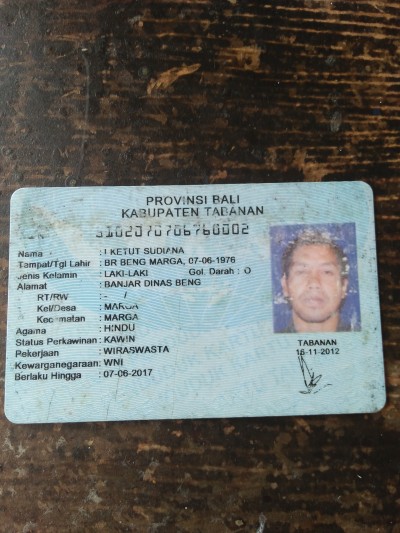 PROVINSI BALI
KABUPATEN TABANAN
5102070706760002
Nama : I KETUT SUDIANA
Tampat/Tgl Lahir : BR BENG MARGA, 07-06-1976
Jenis Kelamin : LAKI-LAKI Gol. Darah : O
Alamat : BANJAR DINAS BENG
RT/RW : - /
Kel/Desa : MARGA
Kecamatan : MARGA
Agama : HINDU
Status Perkawinan : KAWIN
Pekerjaan : WIRASWASTA
Kewarganegaraan: WNI
Berlaku Hingga : 07-06-2017
TABANAN
15-11-2012